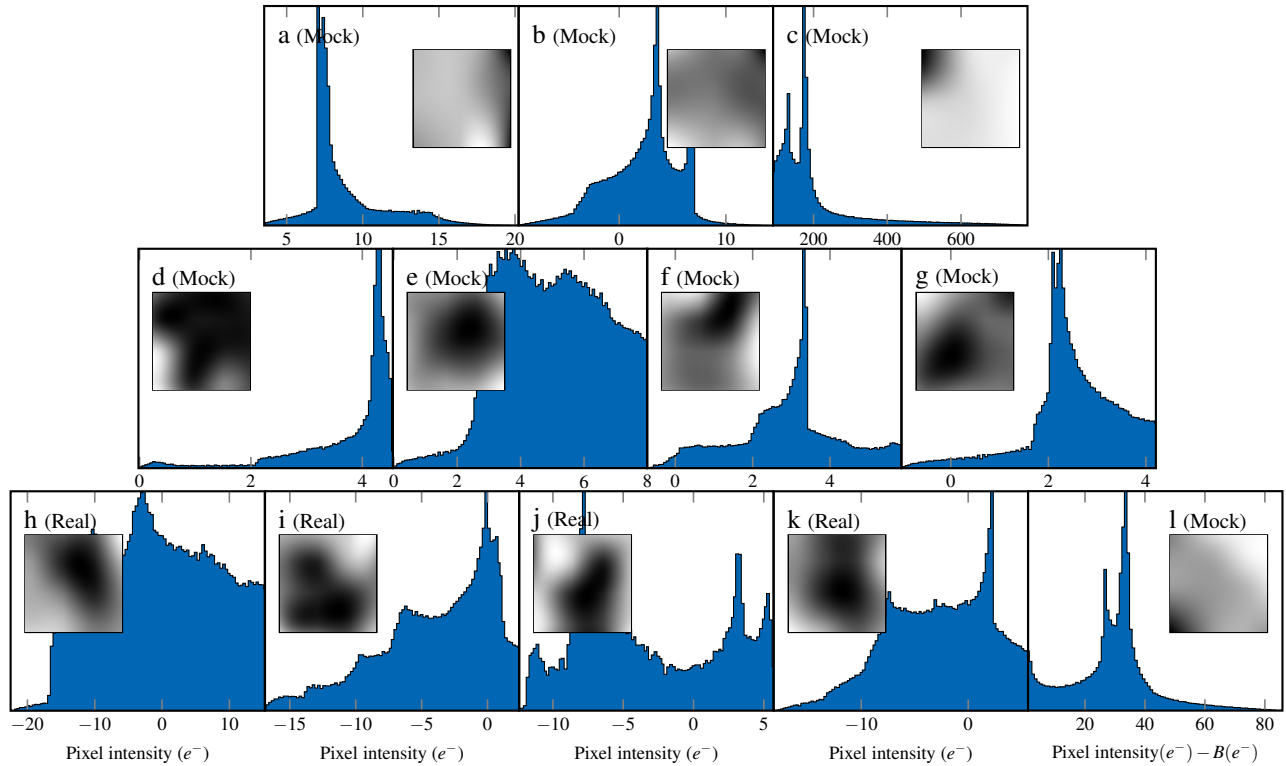 a (Mock) b (Mock) c (Mock)
5 10 15 20 0 10 200 400 600
d (Mock) e (Mock) f (Mock) g (Mock)
0 2 4 2 4 6 8 0 2 4 0 2 4
h (Real) i (Real) j (Real) k (Real) l (Mock)
−20 −10 0 10 −15 −10 −5 0 −10 −5 0 5 −10 0 20 40 60 80
Pixel intensity (e⁻) Pixel intensity (e⁻) Pixel intensity (e⁻) Pixel intensity (e⁻) Pixel intensity(e⁻) − B(e⁻)